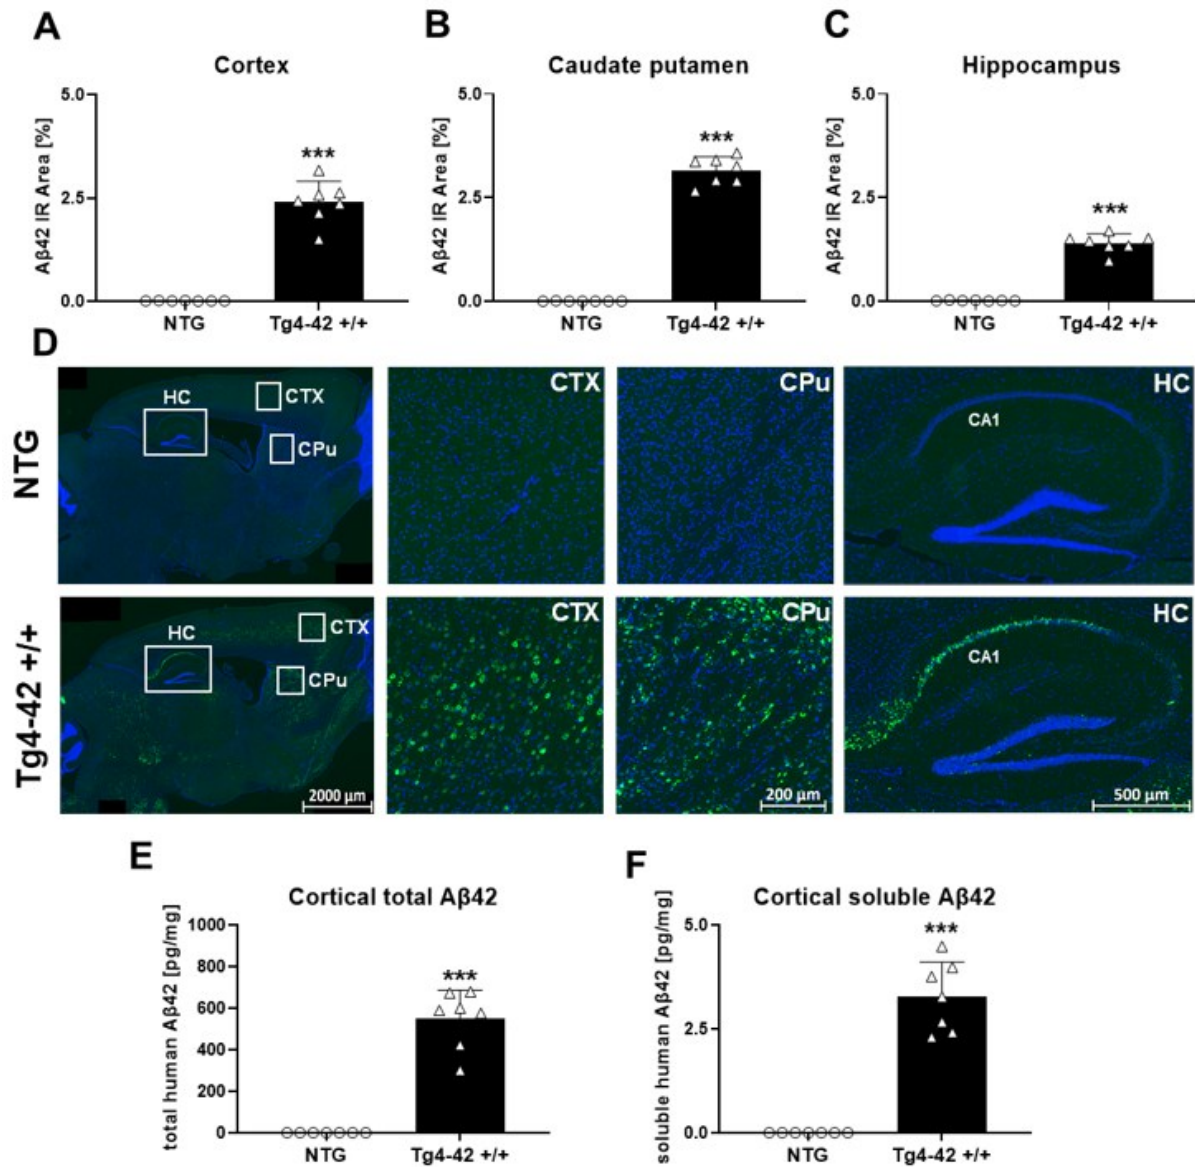 A
B
C
Cortex
Caudate putamen
Hippocampus
Aβ42 IR Area [%]
5.0
2.5
0.0
***
NTG
Tg4-42 +/+
Aβ42 IR Area [%]
5.0
2.5
0.0
***
NTG
Tg4-42 +/+
Aβ42 IR Area [%]
5.0
2.5
0.0
***
NTG
Tg4-42 +/+
D
NTG
HC
CTX
CPu
CTX
CPu
HC
CA1
Tg4-42 +/+
HC
CTX
CPu
2000 µm
CTX
CPu
200 µm
HC
CA1
500 µm
E
F
Cortical total Aβ42
Cortical soluble Aβ42
total human Aβ42 [pg/mg]
1000
800
600
400
200
0
***
NTG
Tg4-42 +/+
soluble human Aβ42 [pg/mg]
5.0
2.5
0.0
***
NTG
Tg4-42 +/+